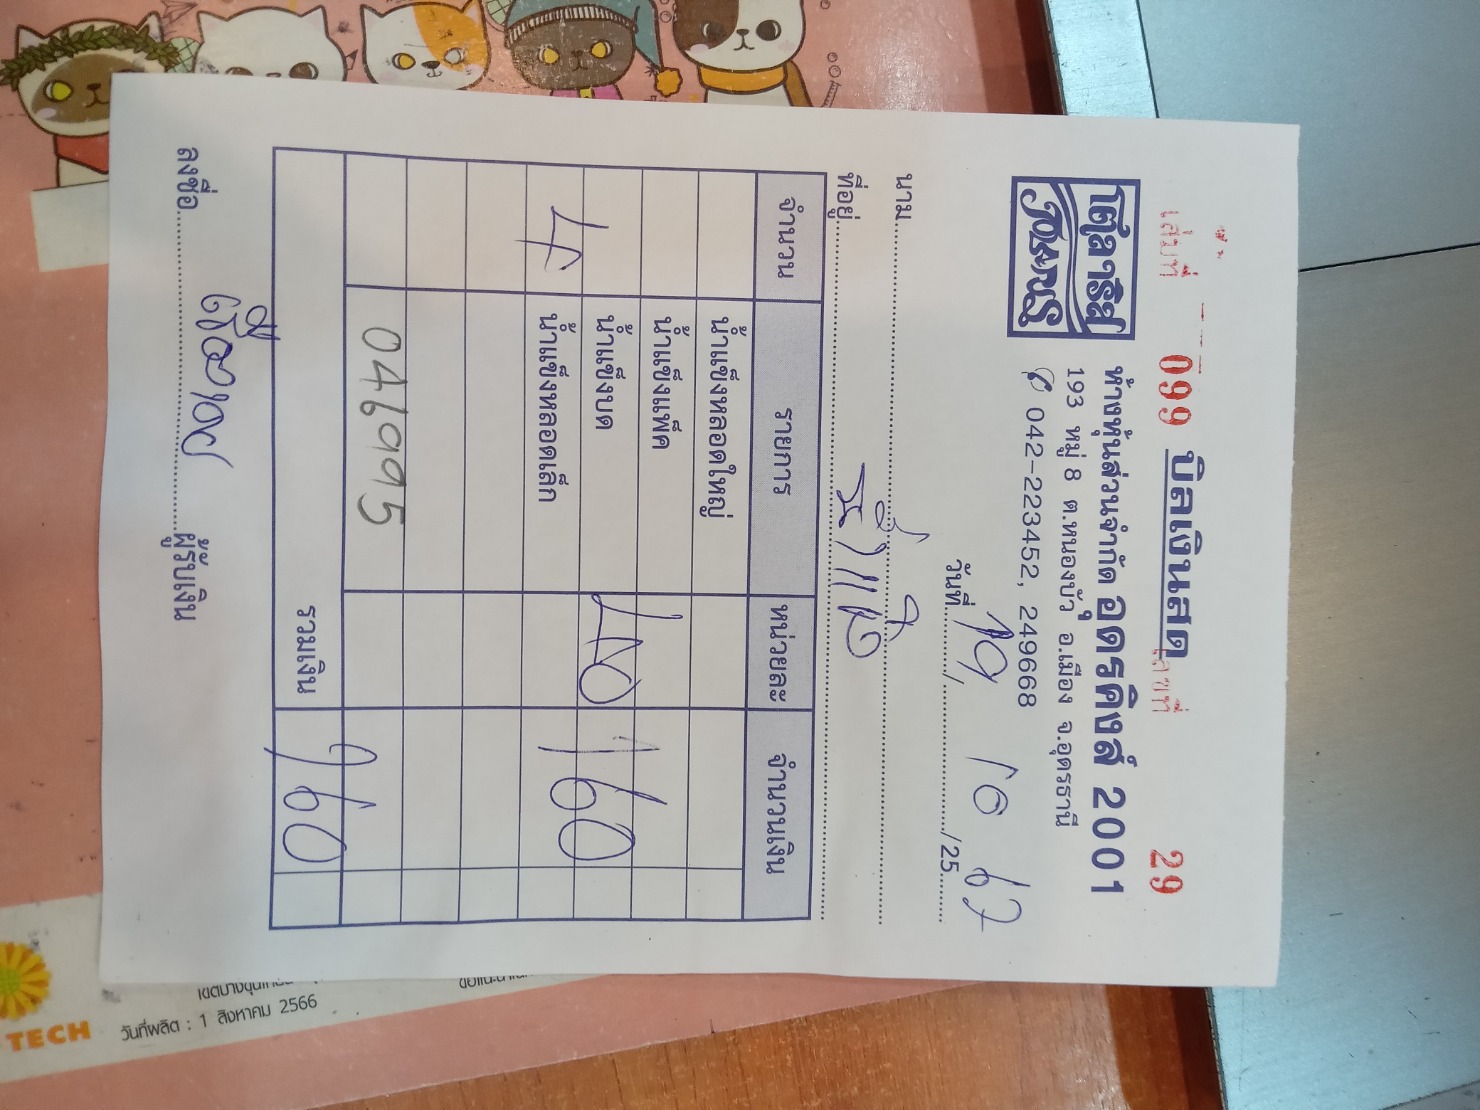 เล่มที่ 099 บิลเงินสด เลขที่ 29
โตลาริส
POLARIS
ห้างหุ้นส่วนจำกัด อุดรคิงส์ 2001
193 หมู่ 8 ต.หนองบัว อ.เมือง จ.อุดรธานี
042-223452, 249668
วันที่ 19 / 10 /25 67
นาม
ที่อยู่
จำนวน รายการ หน่วยละ จำนวนเงิน
น้ำแข็งหลอดใหญ่
น้ำแข็งแพ็ค
น้ำแข็งบด
4 น้ำแข็งหลอดเล็ก 40 160
046995
รวมเงิน 960
ลงชื่อ ผู้รับเงิน
TECH
วันที่ผลิต : 1 สิงหาคม 2566